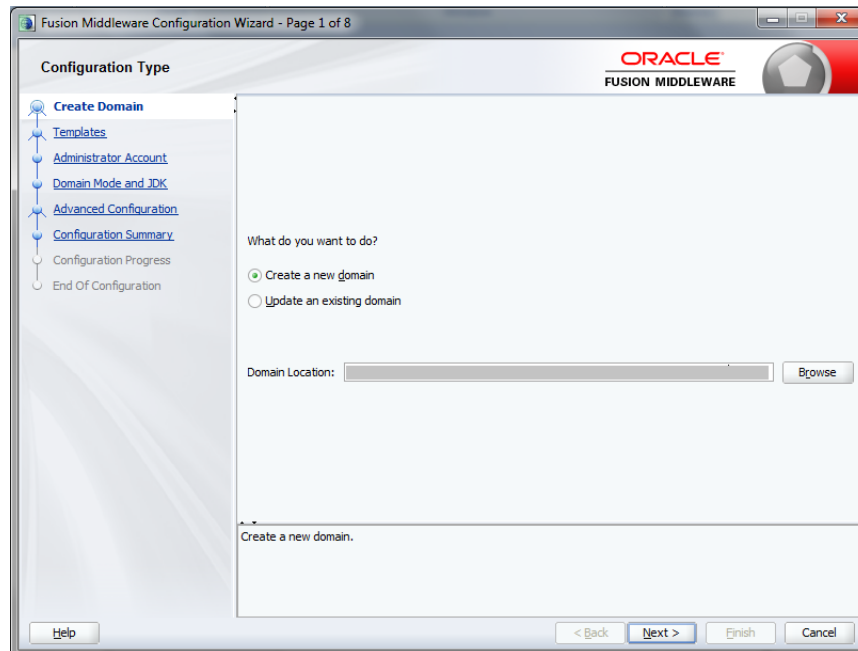 Fusion Middleware Configuration Wizard - Page 1 of 8
Configuration Type
ORACLE
FUSION MIDDLEWARE
Create Domain
Templates
Administrator Account
Domain Mode and JDK
Advanced Configuration
Configuration Summary
Configuration Progress
End Of Configuration
What do you want to do?
Create a new domain
Update an existing domain
Domain Location:
Browse
Create a new domain.
Help
< Back
Next >
Finish
Cancel